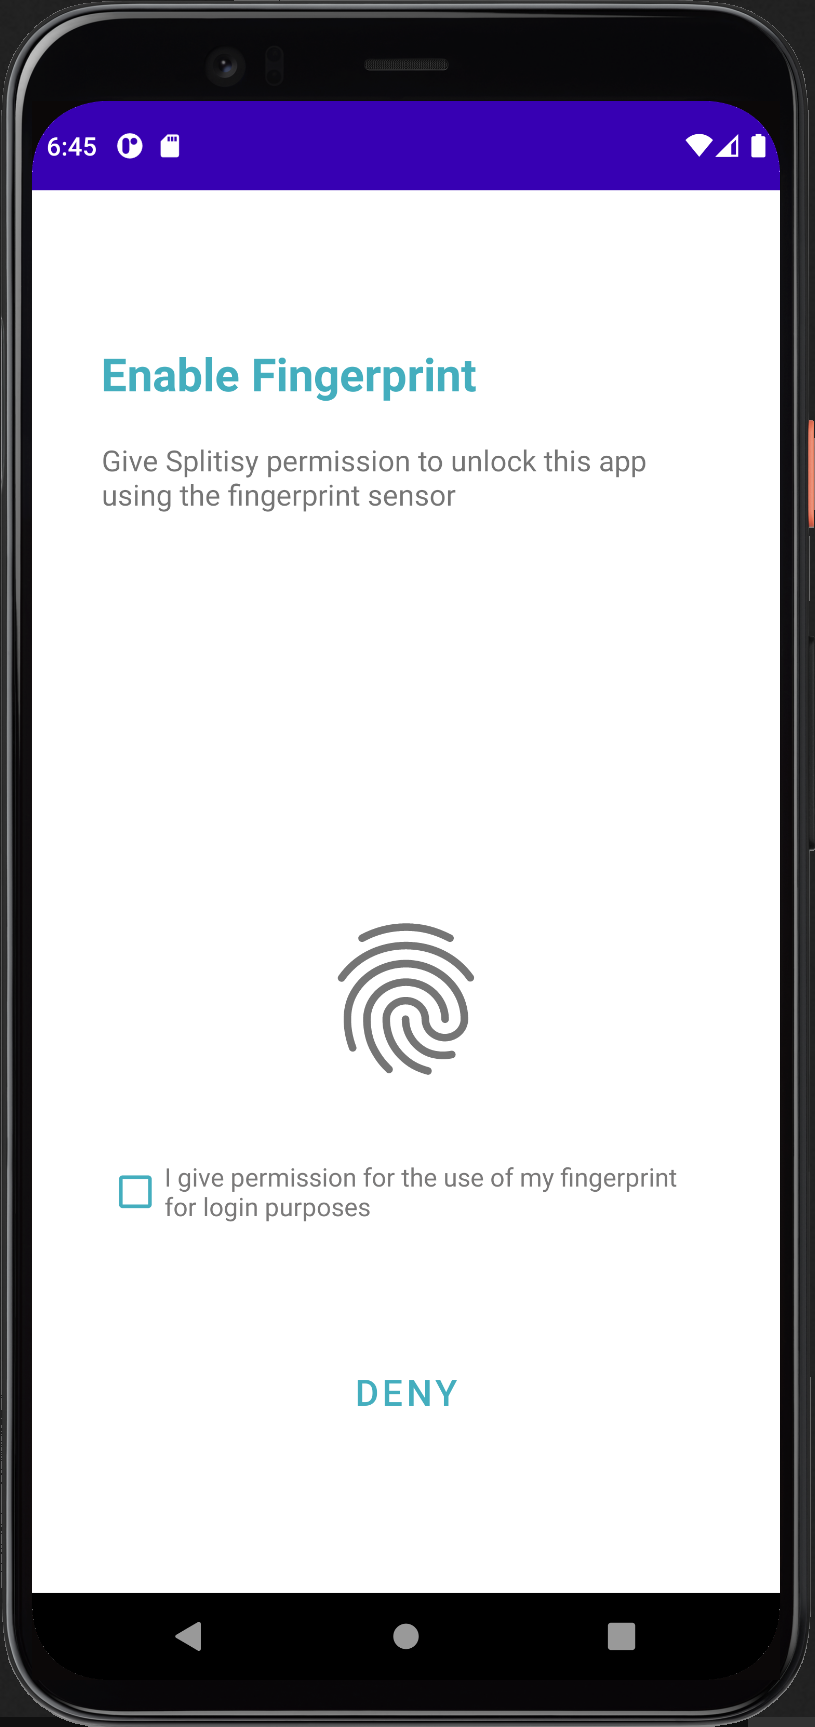 6:45
Enable Fingerprint
Give Splitisy permission to unlock this app
using the fingerprint sensor
I give permission for the use of my fingerprint
for login purposes
DENY